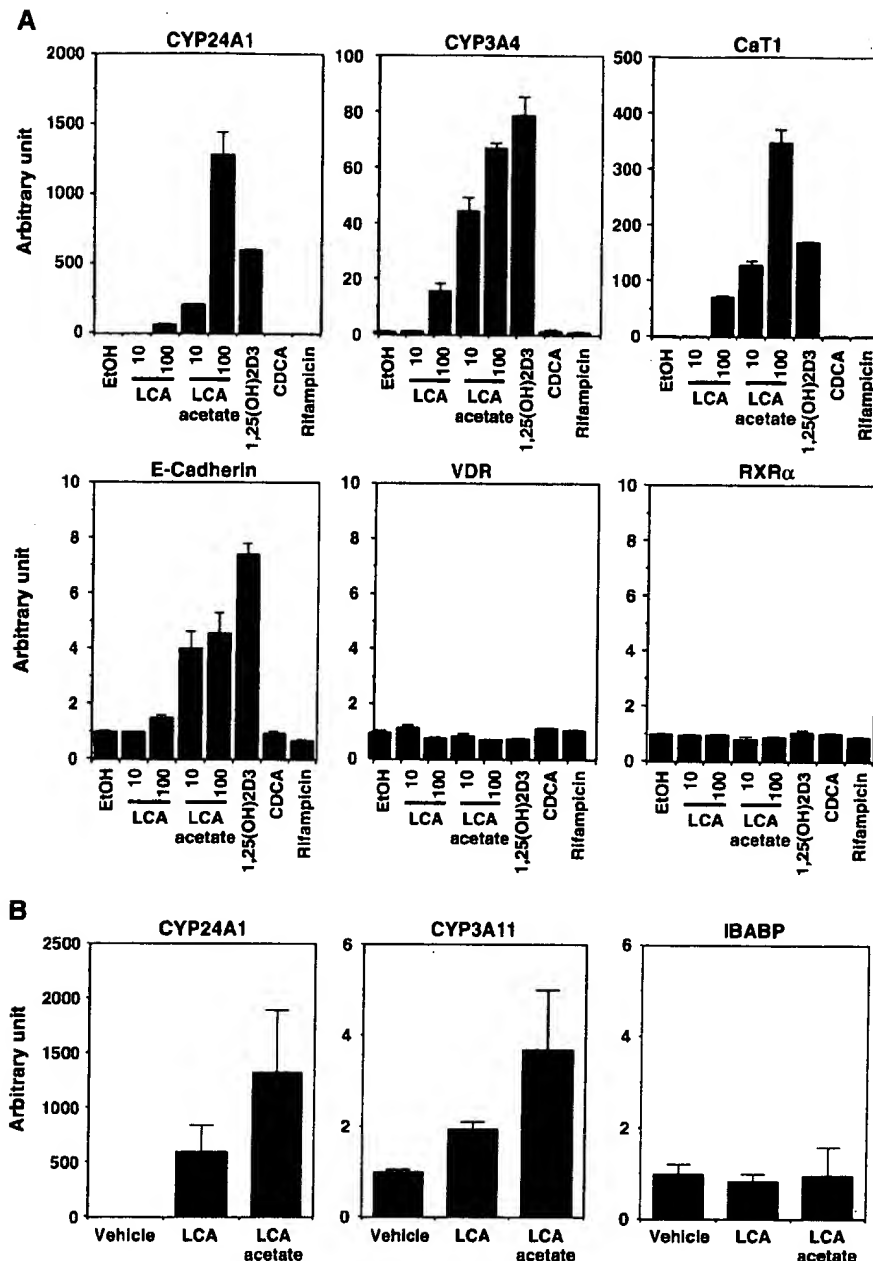 A
CYP24A1
CYP3A4
CaT1
Arbitrary unit
2000
1500
1000
500
0
100
80
60
40
20
0
500
400
300
200
100
0
EtOH
10
100
LCA
10
100
LCA
acetate
1,25(OH)2D3
CDCA
Rifampicin
EtOH
10
100
LCA
10
100
LCA
acetate
1,25(OH)2D3
CDCA
Rifampicin
EtOH
10
100
LCA
10
100
LCA
acetate
1,25(OH)2D3
CDCA
Rifampicin
E-Cadherin
VDR
RXRα
Arbitrary unit
10
8
6
4
2
0
10
8
6
4
2
0
10
8
6
4
2
0
EtOH
10
100
LCA
10
100
LCA
acetate
1,25(OH)2D3
CDCA
Rifampicin
EtOH
10
100
LCA
10
100
LCA
acetate
1,25(OH)2D3
CDCA
Rifampicin
EtOH
10
100
LCA
10
100
LCA
acetate
1,25(OH)2D3
CDCA
Rifampicin
B
CYP24A1
CYP3A11
IBABP
Arbitrary unit
2500
2000
1500
1000
500
0
6
4
2
0
6
4
2
0
Vehicle
LCA
LCA
acetate
Vehicle
LCA
LCA
acetate
Vehicle
LCA
LCA
acetate